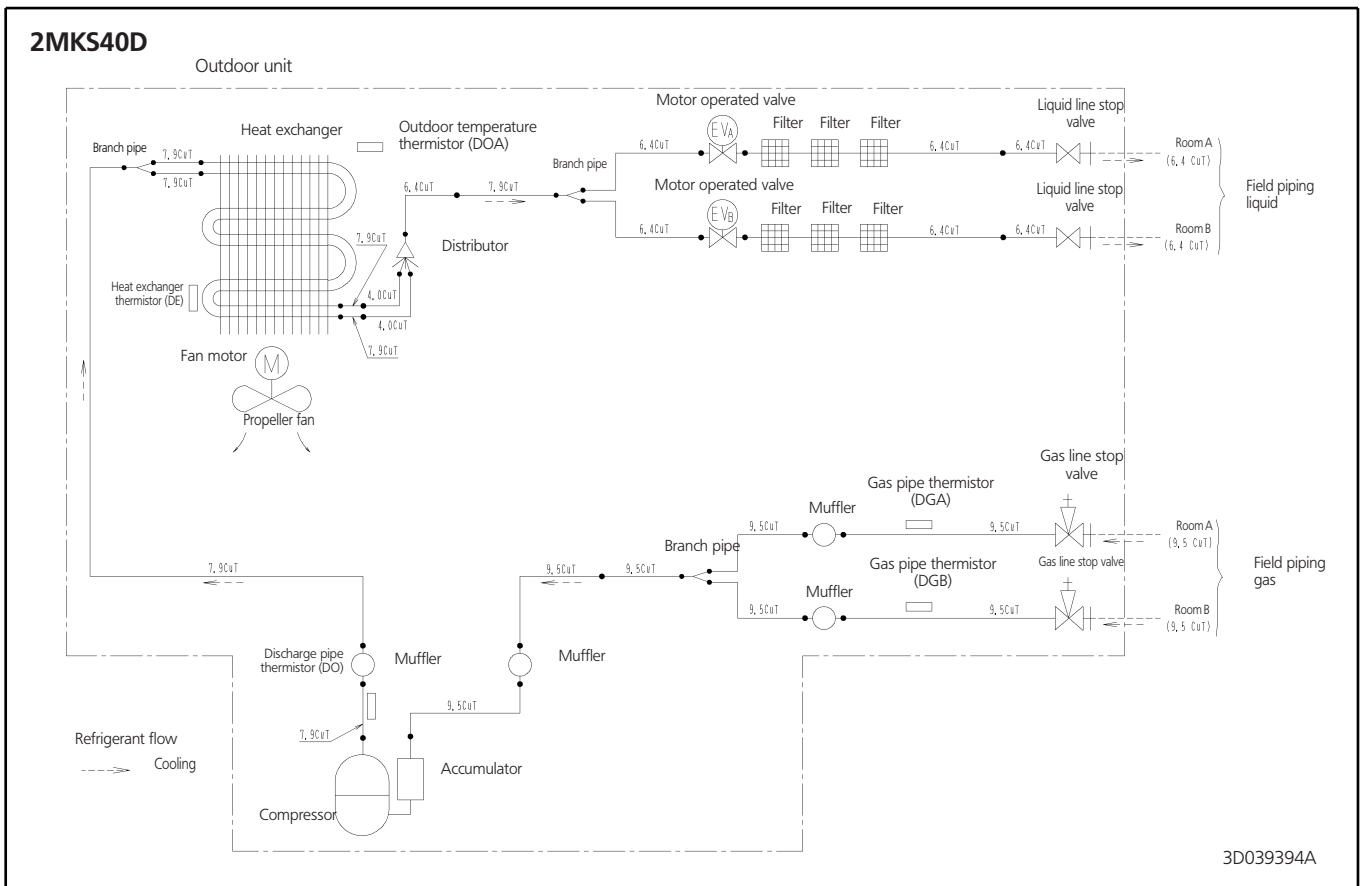 2MKS40D
Outdoor unit
Heat exchanger
Outdoor temperature
thermistor (DOA)
Branch pipe
7.9CuT
7.9CuT
6.4CuT
7.9CuT
Branch pipe
Motor operated valve
EVA
Filter
Filter
Filter
6.4CuT
6.4CuT
6.4CuT
Liquid line stop
valve
Room A
(6.4 CuT)
Motor operated valve
EVB
Filter
Filter
Filter
6.4CuT
6.4CuT
6.4CuT
Liquid line stop
valve
Room B
(6.4 CuT)
Field piping
liquid
7.9CuT
Distributor
Heat exchanger
thermistor (DE)
4.0CuT
4.0CuT
7.9CuT
Fan motor
M
Propeller fan
Gas line stop
valve
Gas pipe thermistor
(DGA)
Muffler
9.5CuT
9.5CuT
Room A
(9.5 CuT)
Branch pipe
Gas pipe thermistor
(DGB)
Gas line stop valve
Muffler
9.5CuT
9.5CuT
Room B
(9.5 CuT)
Field piping
gas
7.9CuT
9.5CuT
9.5CuT
Discharge pipe
thermistor (DO)
Muffler
Muffler
9.5CuT
7.9CuT
Refrigerant flow
Cooling
Accumulator
Compressor
3D039394A